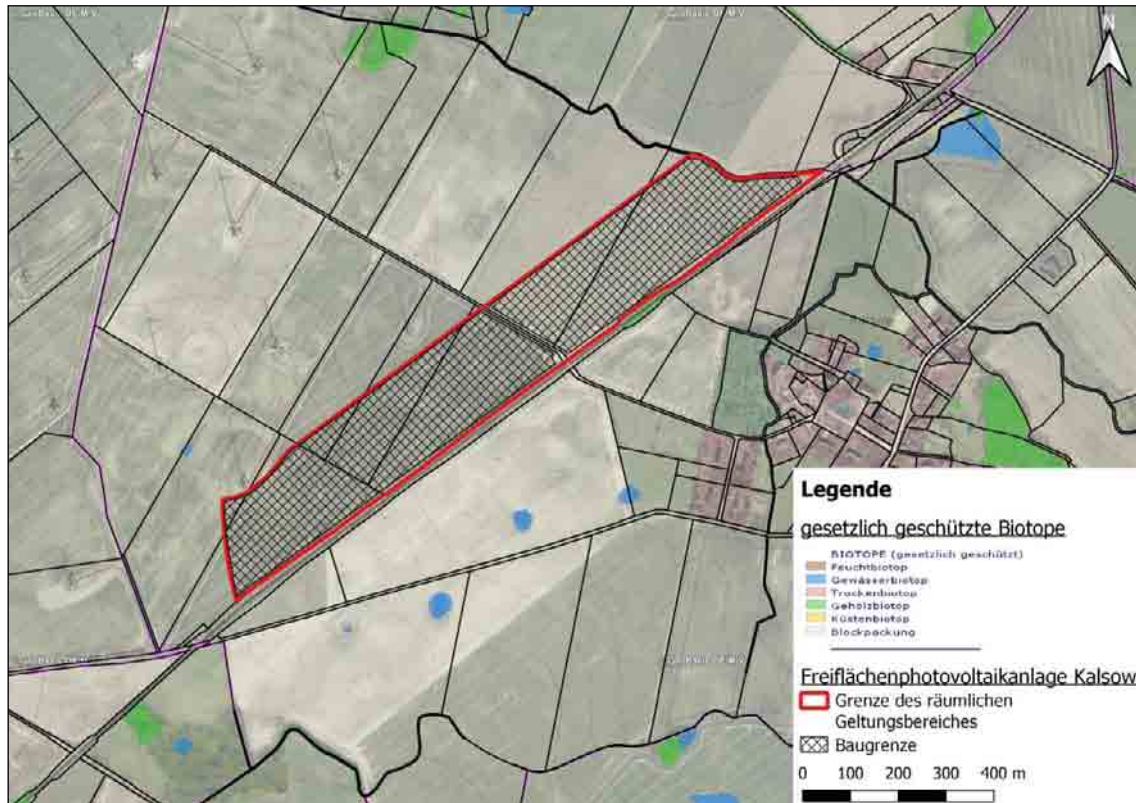 N
Legende
gesetzlich geschützte Biotope
BIOTOPE (gesetzlich geschützt)
Feuchtbiotop
Gewässerbiotop
Trockenbiotop
Gehölzbiotop
Küstenbiotop
Blockpackung
Freiflächenphotovoltaikanlage Kalsow
Grenze des räumlichen
Geltungsbereiches
Baugrenze
0 100 200 300 400 m